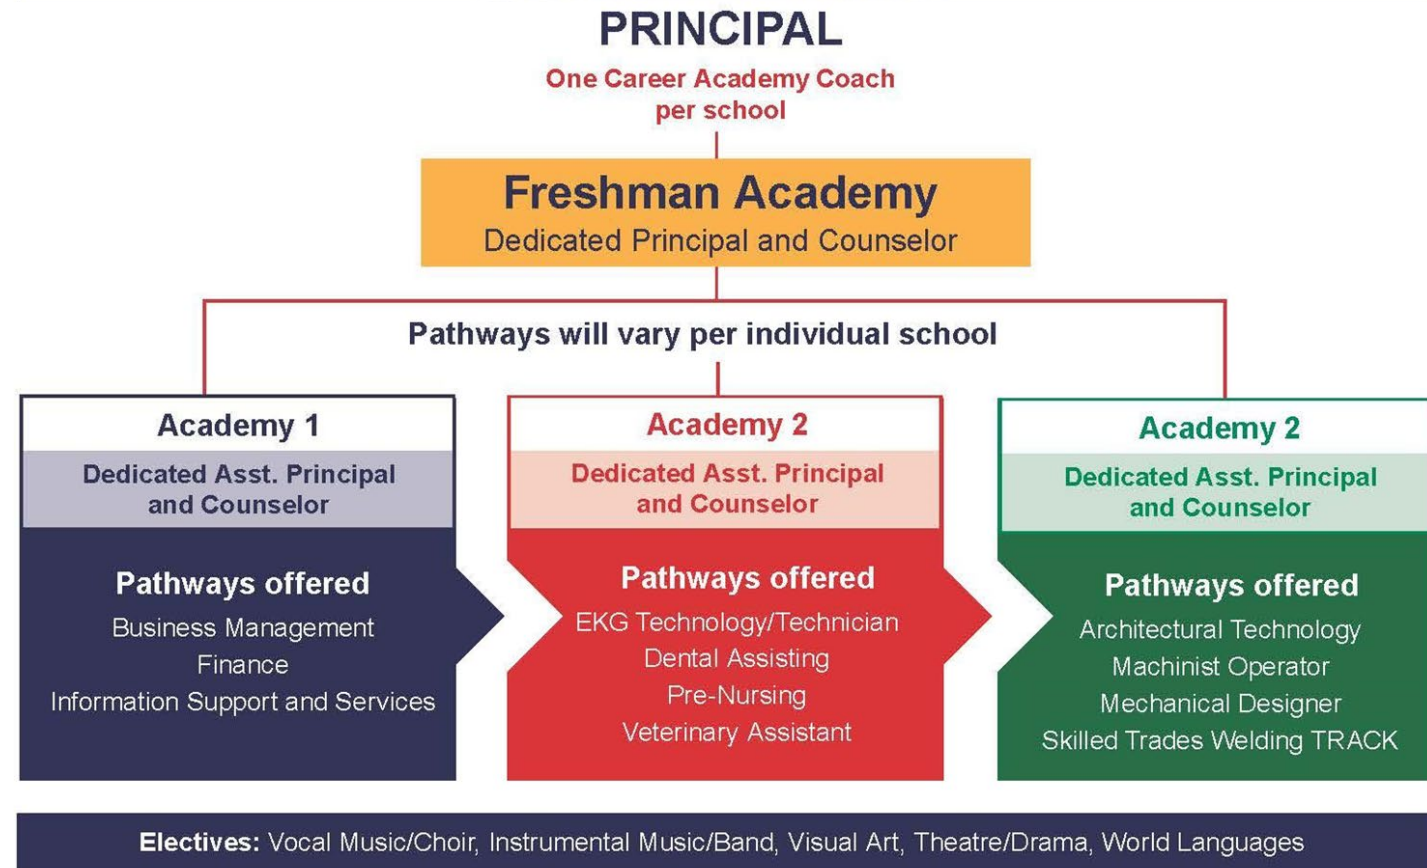 PRINCIPAL
One Career Academy Coach
per school
Freshman Academy
Dedicated Principal and Counselor
Pathways will vary per individual school
Academy 1
Dedicated Asst. Principal
and Counselor
Pathways offered
Business Management
Finance
Information Support and Services
Academy 2
Dedicated Asst. Principal
and Counselor
Pathways offered
EKG Technology/Technician
Dental Assisting
Pre-Nursing
Veterinary Assistant
Academy 2
Dedicated Asst. Principal
and Counselor
Pathways offered
Architectural Technology
Machinist Operator
Mechanical Designer
Skilled Trades Welding TRACK
Electives: Vocal Music/Choir, Instrumental Music/Band, Visual Art, Theatre/Drama, World Languages